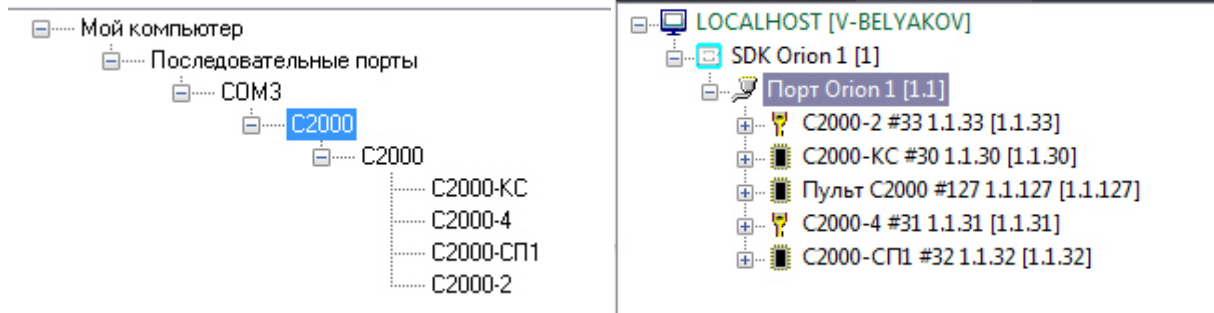 Мой компьютер
Последовательные порты
COM3
C2000
C2000
С2000-КС
С2000-4
С2000-СП1
С2000-2
LOCALHOST [V-BELYAKOV]
SDK Orion 1 [1]
Порт Orion 1 [1.1]
С2000-2 #33 1.1.33 [1.1.33]
С2000-КС #30 1.1.30 [1.1.30]
Пульт С2000 #127 1.1.127 [1.1.127]
С2000-4 #31 1.1.31 [1.1.31]
С2000-СП1 #32 1.1.32 [1.1.32]